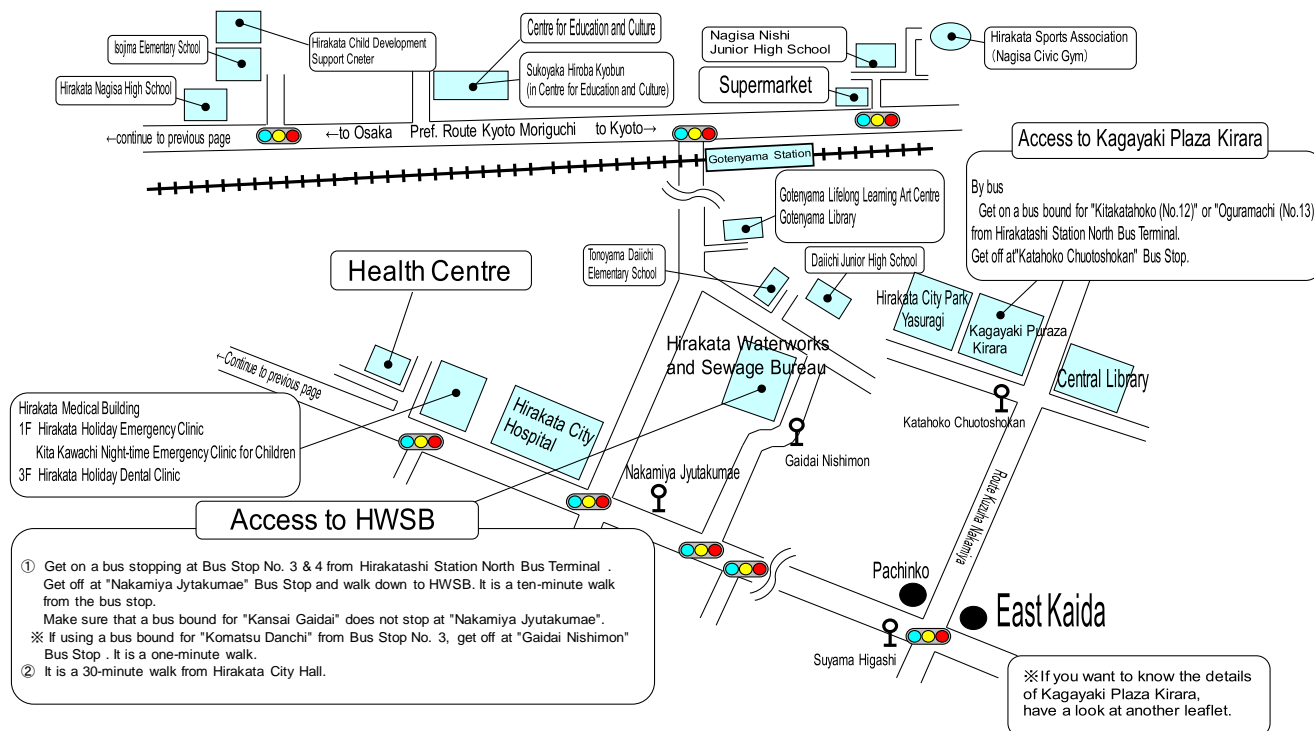 Isojima Elementary School
Hirakata Child Development
Support Cneter
Hirakata Nagisa High School
Centre for Education and Culture
Sukoyaka Hiroba Kyobun
(in Centre for Education and Culture)
Nagisa Nishi
Junior High School
Supermarket
Hirakata Sports Association
（Nagisa Civic Gym）
←continue to previous page
←to Osaka Pref. Route Kyoto Moriguchi to Kyoto→
Gotenyama Station
Access to Kagayaki Plaza Kirara
By bus
Get on a bus bound for "Kitakatahoko (No.12)" or "Oguramachi (No.13)
from Hirakatashi Station North Bus Terminal.
Get off at"Katahoko Chuotoshokan" Bus Stop.
Gotenyama Lifelong Learning Art Centre
Gotenyama Library
Tonoyama Daiichi
Elementary School
Daiichi Junior High School
Health Centre
Hirakata City Park
Yasuragi
Kagayaki Puraza
Kirara
Central Library
Hirakata Waterworks
and Sewage Bureau
←Continue to previous page
Hirakata Medical Building
1F Hirakata Holiday Emergency Clinic
Kita Kawachi Night-time Emergency Clinic for Children
3F Hirakata Holiday Dental Clinic
Hirakata City
Hospital
Katahoko Chuotoshokan
Gaidai Nishimon
Nakamiya Jyutakumae
Route Kuzuha Nakamiya
Access to HWSB
① Get on a bus stopping at Bus Stop No. 3 & 4 from Hirakatashi Station North Bus Terminal .
Get off at "Nakamiya Jytakumae" Bus Stop and walk down to HWSB. It is a ten-minute walk
from the bus stop.
Make sure that a bus bound for "Kansai Gaidai" does not stop at "Nakamiya Jyutakumae".
※ If using a bus bound for "Komatsu Danchi" from Bus Stop No. 3, get off at "Gaidai Nishimon"
Bus Stop . It is a one-minute walk.
② It is a 30-minute walk from Hirakata City Hall.
Pachinko
East Kaida
Suyama Higashi
※If you want to know the details
of Kagayaki Plaza Kirara,
have a look at another leaflet.